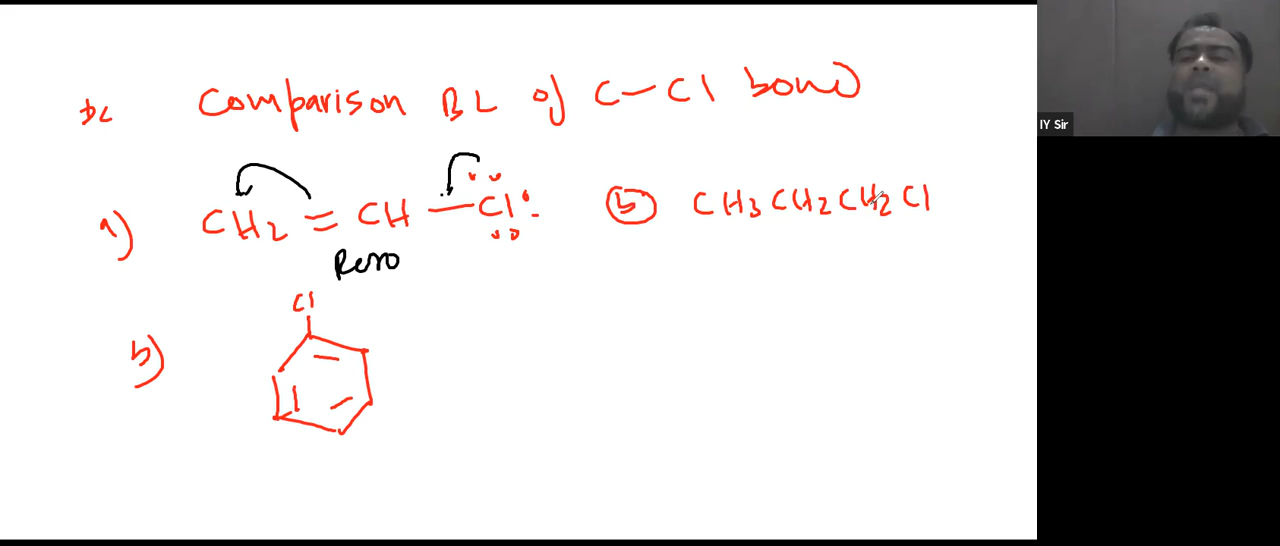 Comparison BL of C-Cl bond
IY Sir
a) CH2=CH-Cl (b) CH3CH2CH2Cl
Reso
Cl
b)